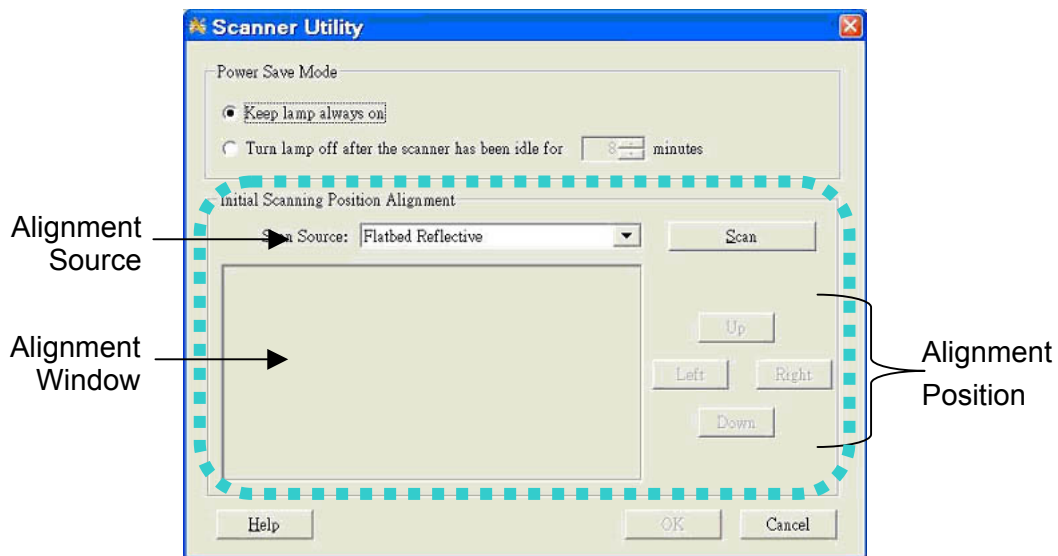 Scanner Utility
Power Save Mode
Keep lamp always on
Turn lamp off after the scanner has been idle for 8 minutes
Initial Scanning Position Alignment
Alignment
Source
Scan Source: Flatbed Reflective
Scan
Alignment
Window
Up
Left Right
Down
Alignment
Position
Help OK Cancel